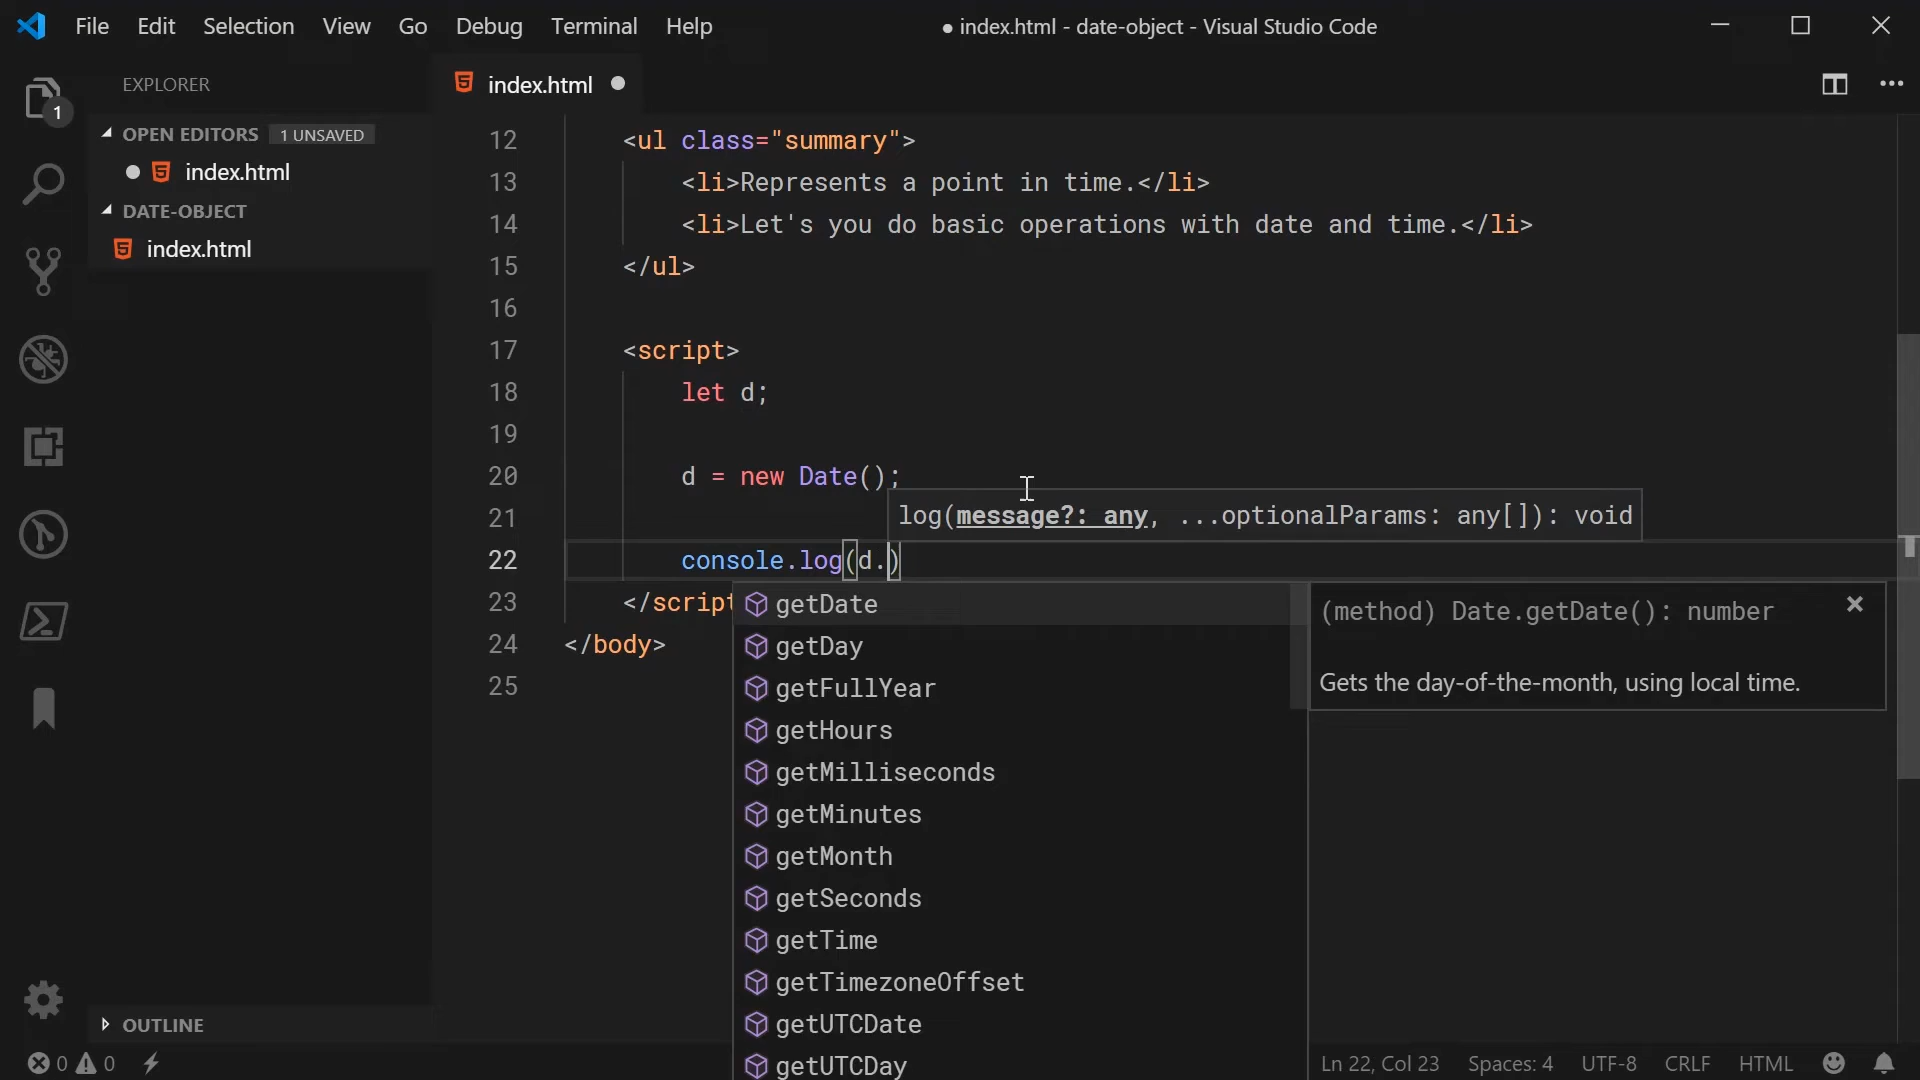 File Edit Selection View Go Debug Terminal Help
● index.html - date-object - Visual Studio Code
EXPLORER
1
OPEN EDITORS 1 UNSAVED
index.html
DATE-OBJECT
index.html
OUTLINE
index.html
12 <ul class="summary">
13 <li>Represents a point in time.</li>
14 <li>Let's you do basic operations with date and time.</li>
15 </ul>
16
17 <script>
18 let d;
19
20 d = new Date();
21
log(message?: any, ...optionalParams: any[]): void
22 console.log(d.)
23 </script
24 </body>
25
getDate
getDay
getFullYear
getHours
getMilliseconds
getMinutes
getMonth
getSeconds
getTime
getTimezoneOffset
getUTCDate
getUTCDay
(method) Date.getDate(): number
Gets the day-of-the-month, using local time.
0 0
Ln 22, Col 23 Spaces: 4 UTF-8 CRLF HTML